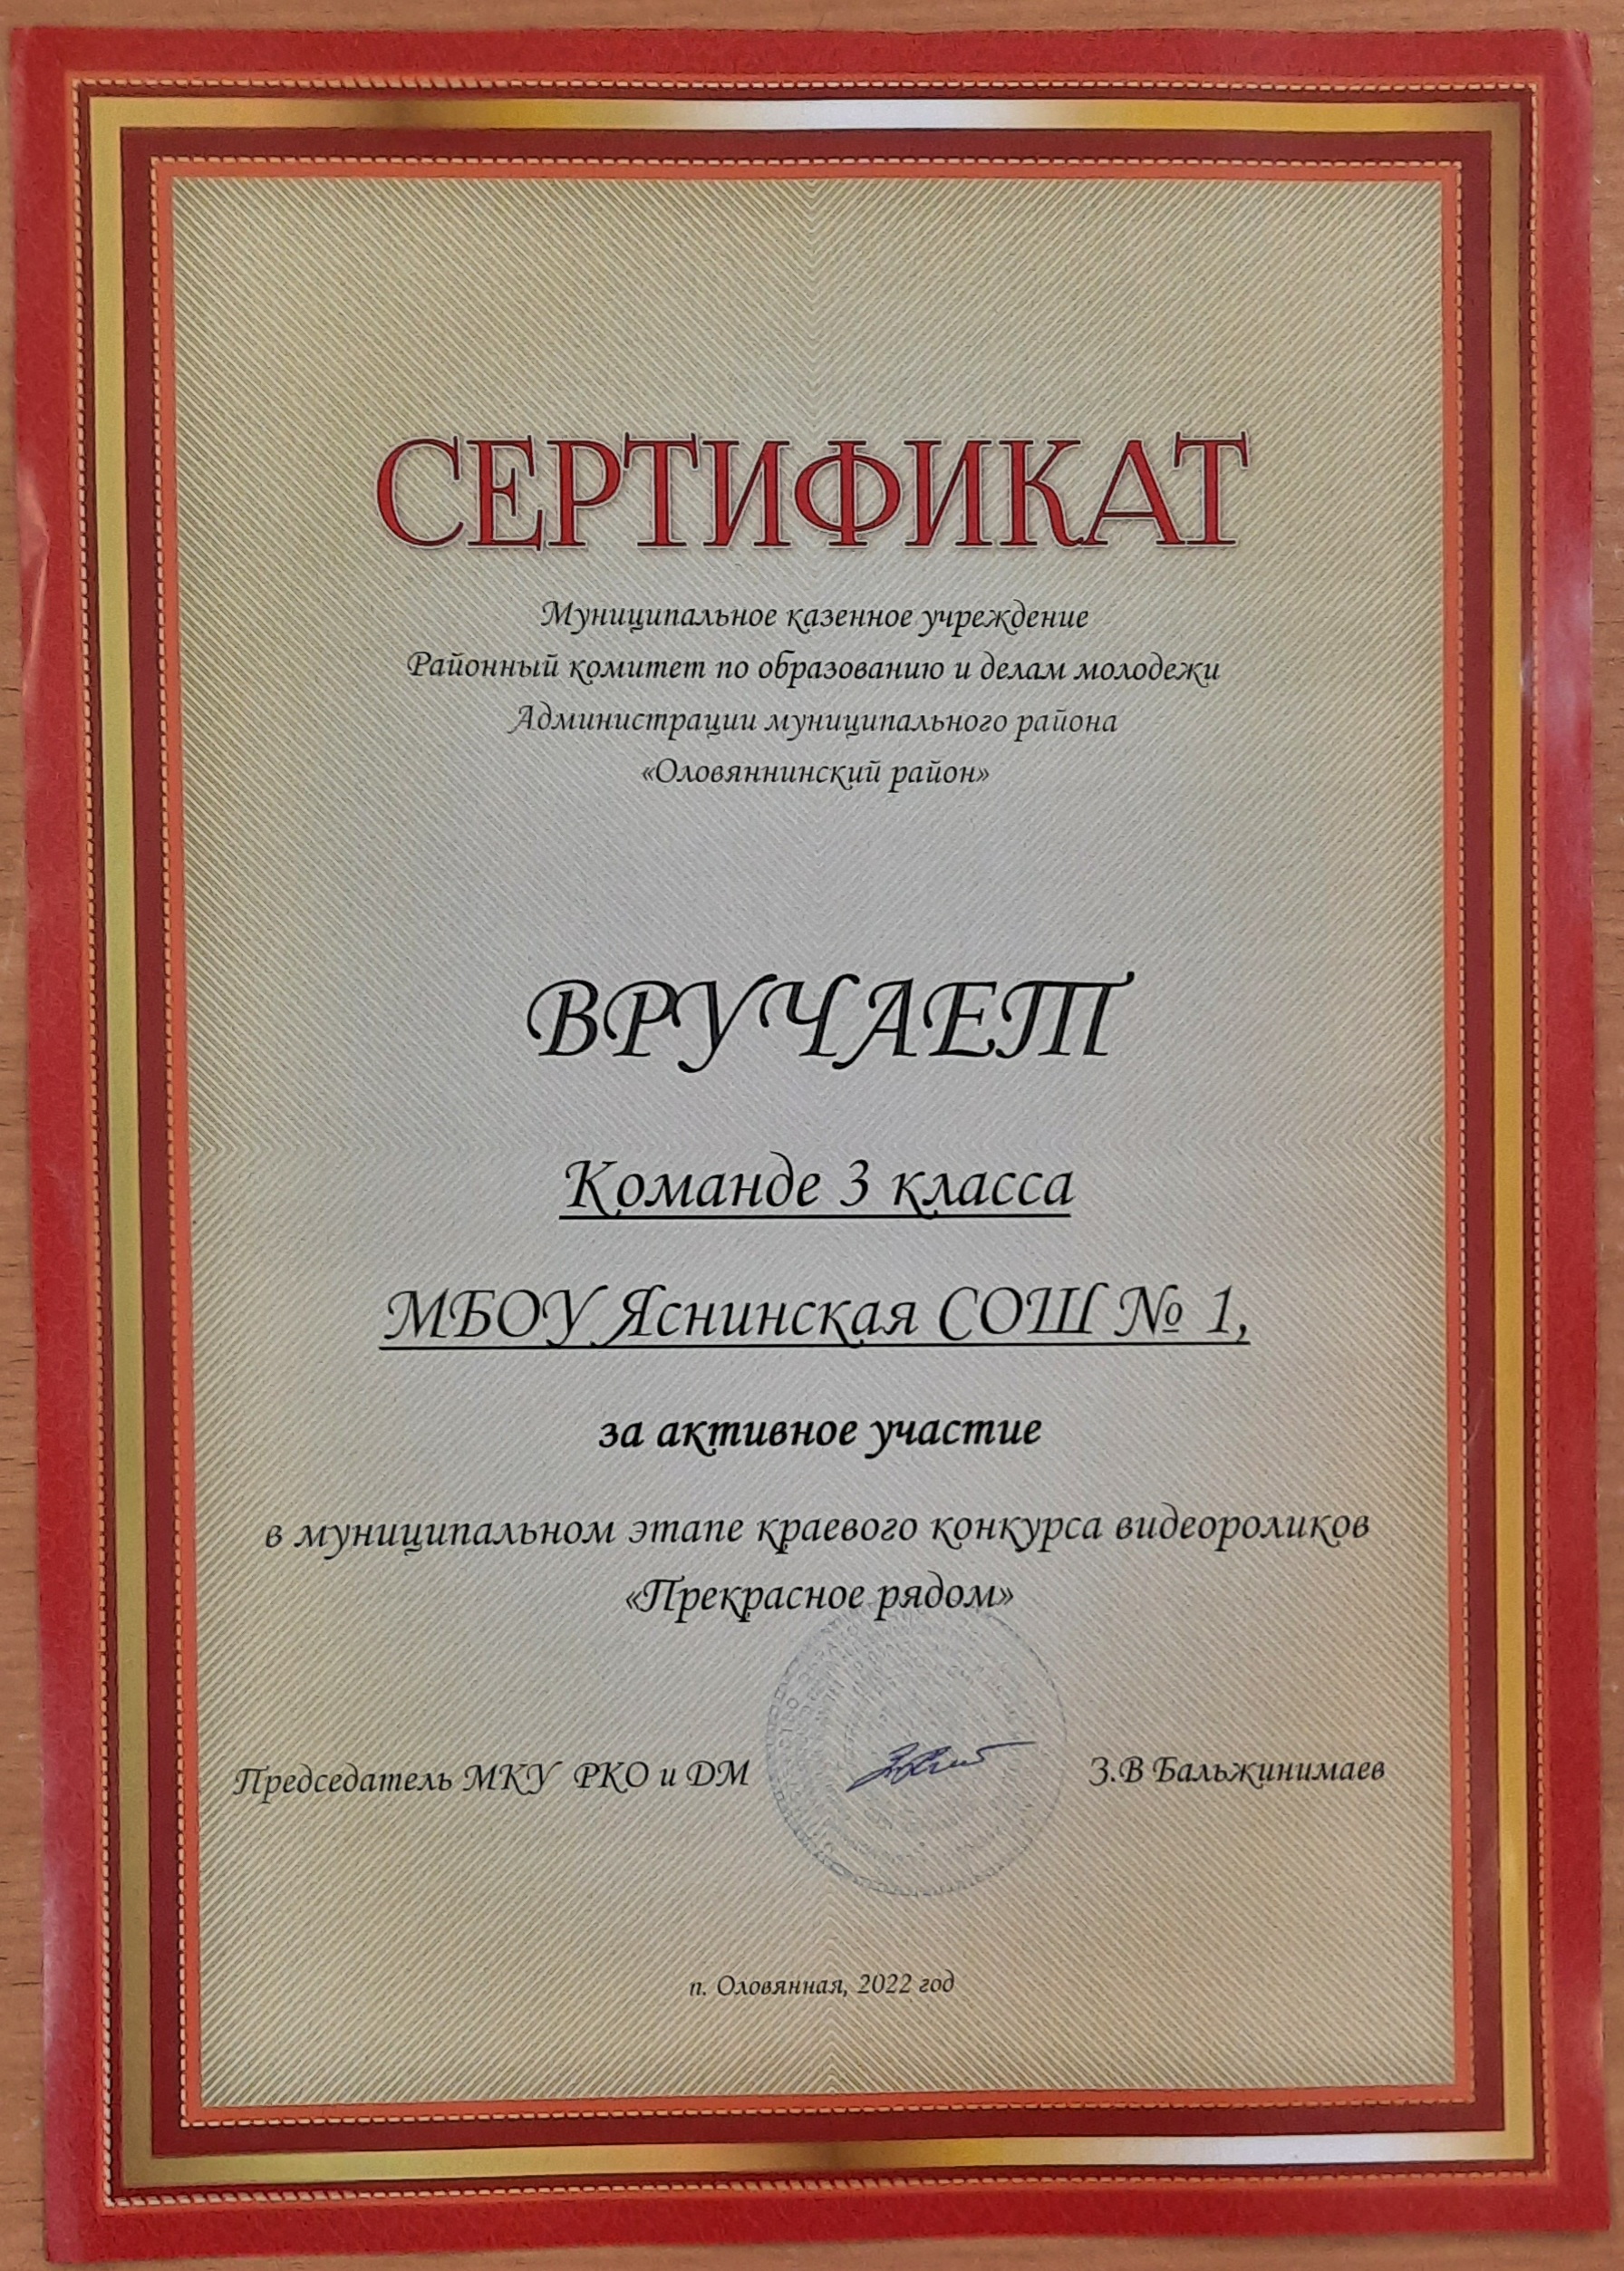 СЕРТИФИКАТ
Муниципальное казенное учреждение
Районный комитет по образованию и делам молодежи
Администрации муниципального района
«Оловяннинский район»
ВРУЧАЕТ
Команде 3 класса
МБОУ Яснинская СОШ № 1,
за активное участие
в муниципальном этапе краевого конкурса видеороликов
«Прекрасное рядом»
Председатель МКУ РКО и ДМ З.В Бальжинимаев
п. Оловянная, 2022 год